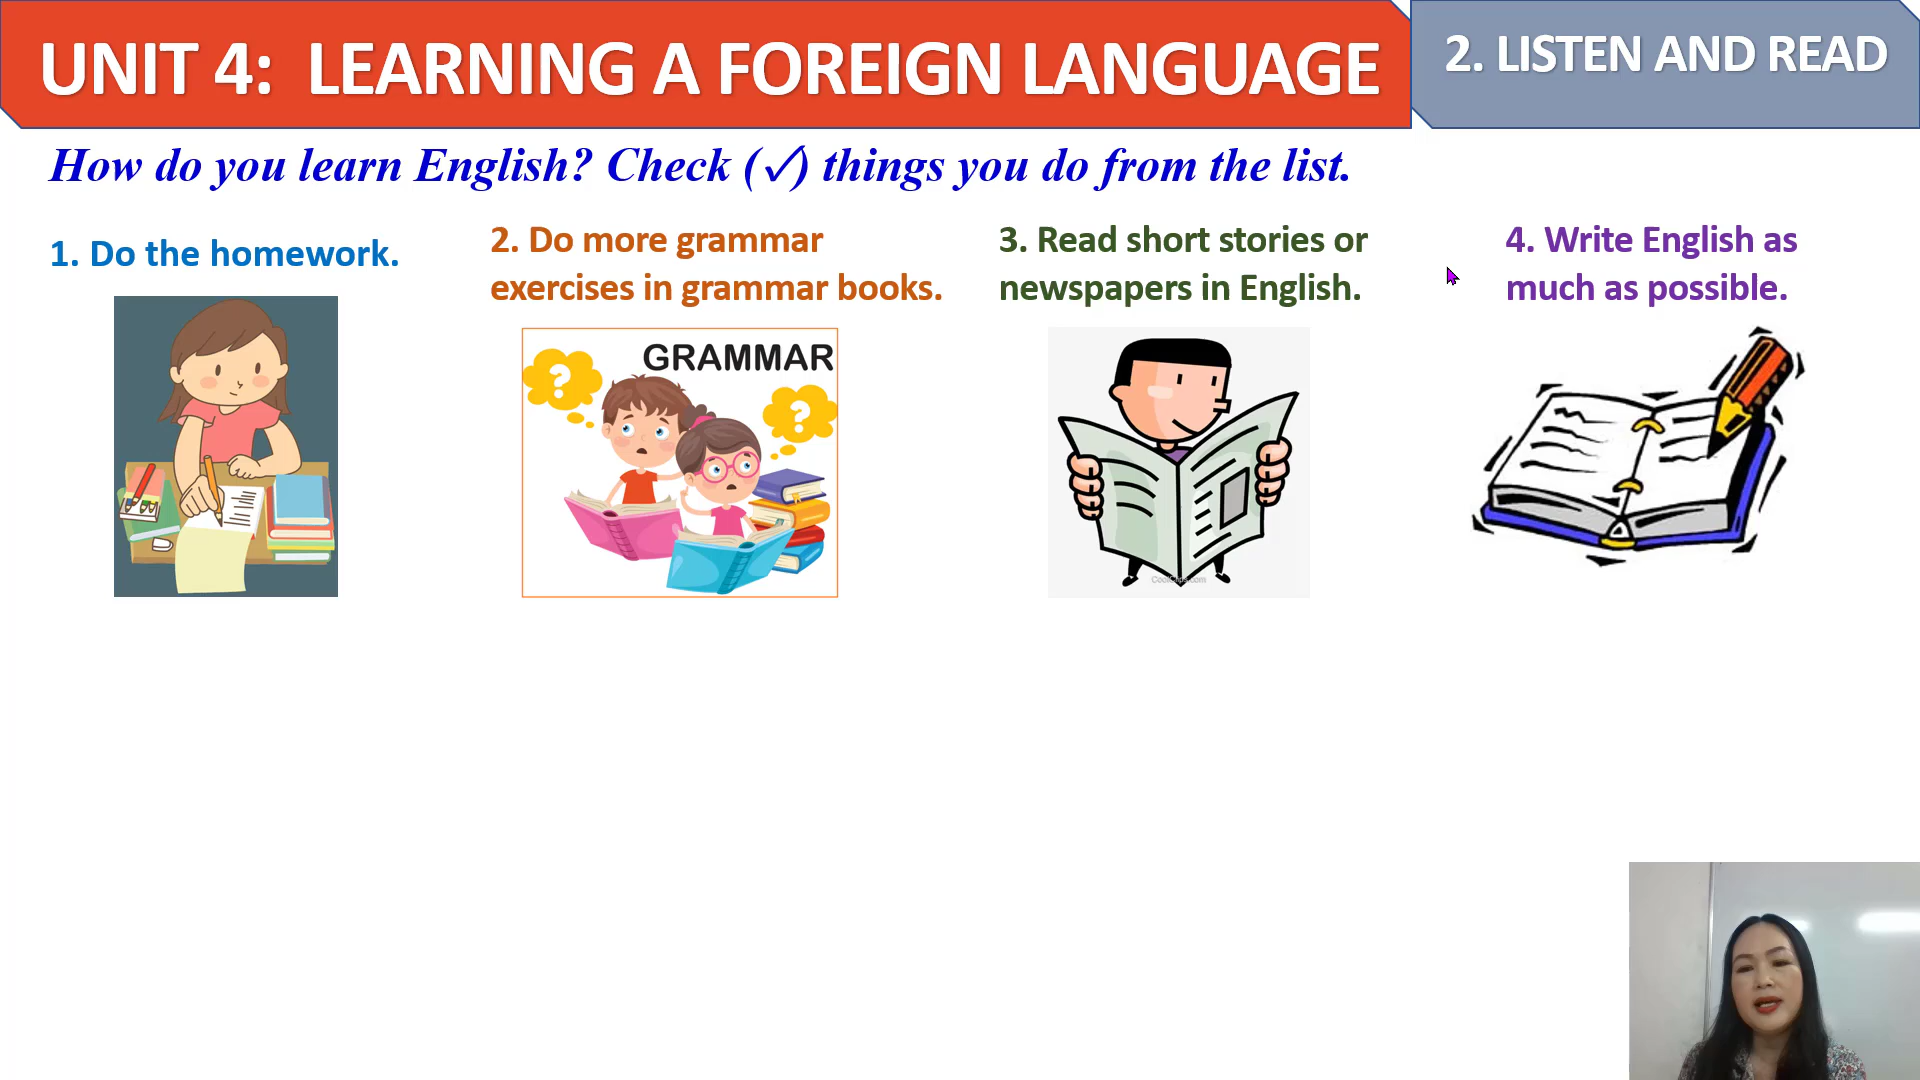 UNIT 4: LEARNING A FOREIGN LANGUAGE
2. LISTEN AND READ
How do you learn English? Check (✓) things you do from the list.
1. Do the homework.
2. Do more grammar
exercises in grammar books.
3. Read short stories or
newspapers in English.
4. Write English as
much as possible.
GRAMMAR
?
?